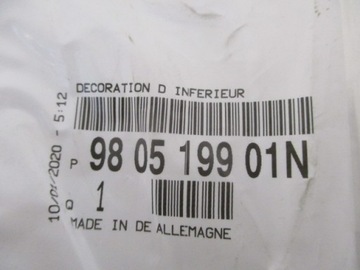 DECORATION D INFERIEUR
P 98 05 199 01N
Q 1
MADE IN DE ALLEMAGNE
2020 - 5:12